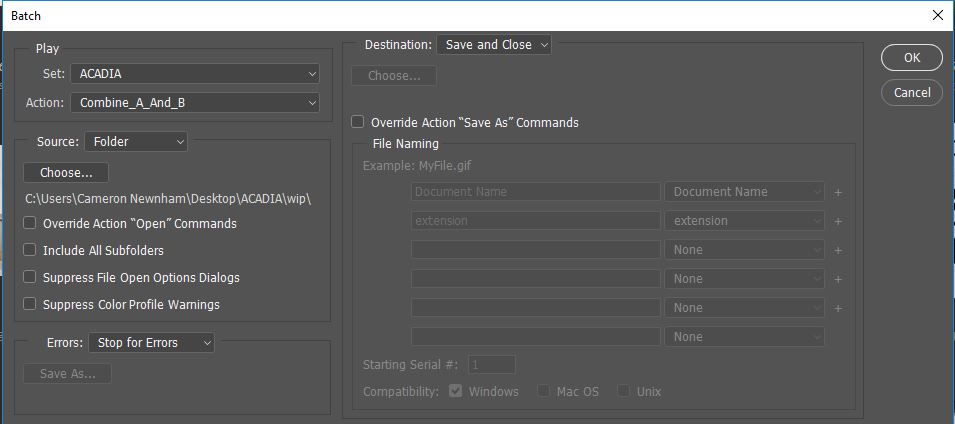 Batch
Play
Set: ACADIA
Action: Combine_A_And_B
Source: Folder
Choose...
C:\Users\Cameron Newnham\Desktop\ACADIA\wip\
Override Action “Open” Commands
Include All Subfolders
Suppress File Open Options Dialogs
Suppress Color Profile Warnings
Errors: Stop for Errors
Save As...
Destination: Save and Close
Choose...
Override Action “Save As” Commands
File Naming
Example: MyFile.gif
Document Name Document Name +
extension extension +
None +
None +
None +
None
Starting Serial #: 1
Compatibility: Windows Mac OS Unix
OK
Cancel